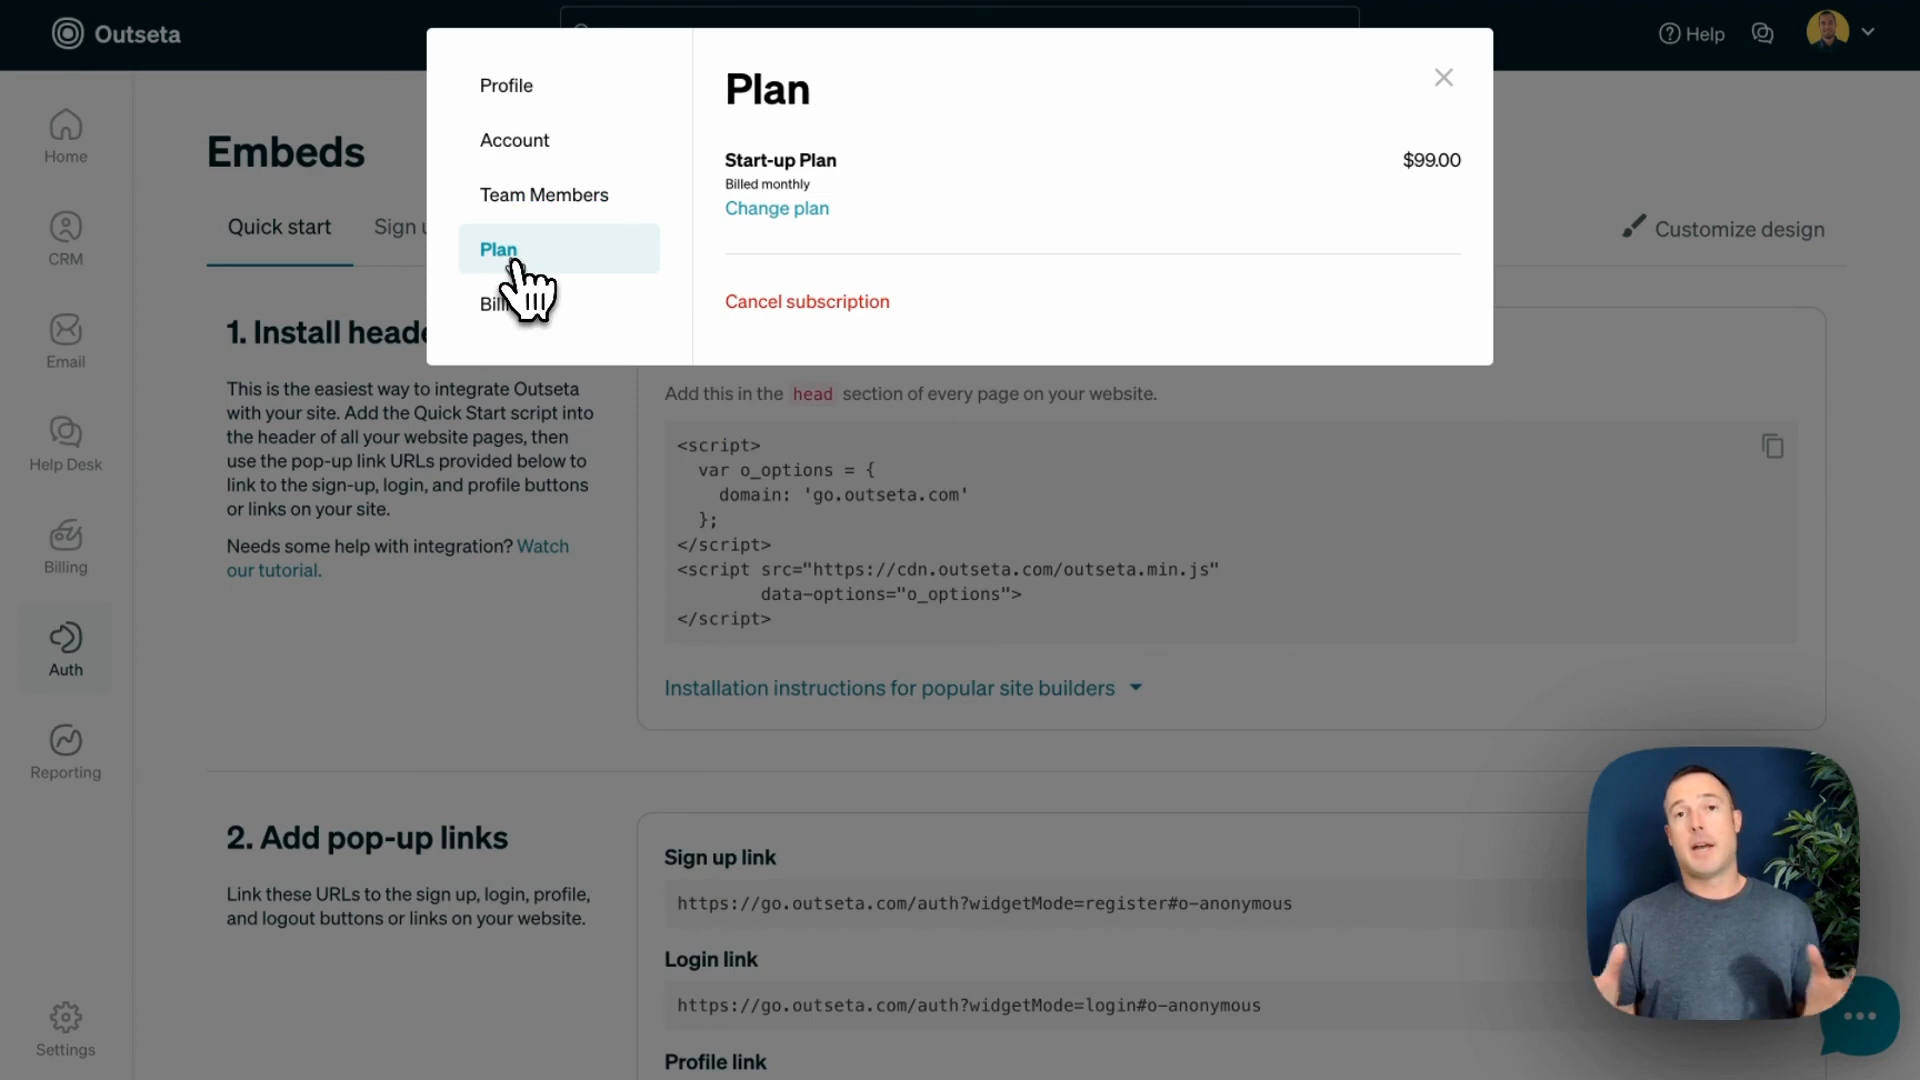 Outseta
Help
Home
CRM
Email
Help Desk
Billing
Auth
Reporting
Settings
Profile
Account
Team Members
Plan
Plan
Start-up Plan
$99.00
Billed monthly
Change plan
Cancel subscription
Embeds
Quick start
Sign
Customize design
1. Install
This is the easiest way to integrate Outseta
with your site. Add the Quick Start script into
the header of all your website pages, then
use the pop-up link URLs provided below to
link to the sign-up, login, and profile buttons
or links on your site.
Needs some help with integration? Watch
our tutorial.
Add this in the head section of every page on your website.
<script>
var o_options = {
domain: 'go.outseta.com'
};
</script>
<script src="https://cdn.outseta.com/outseta.min.js"
data-options="o_options">
</script>
Installation instructions for popular site builders
2. Add pop-up links
Link these URLs to the sign up, login, profile,
and logout buttons or links on your website.
Sign up link
https://go.outseta.com/auth?widgetMode=register#o-anonymous
Login link
https://go.outseta.com/auth?widgetMode=login#o-anonymous
Profile link